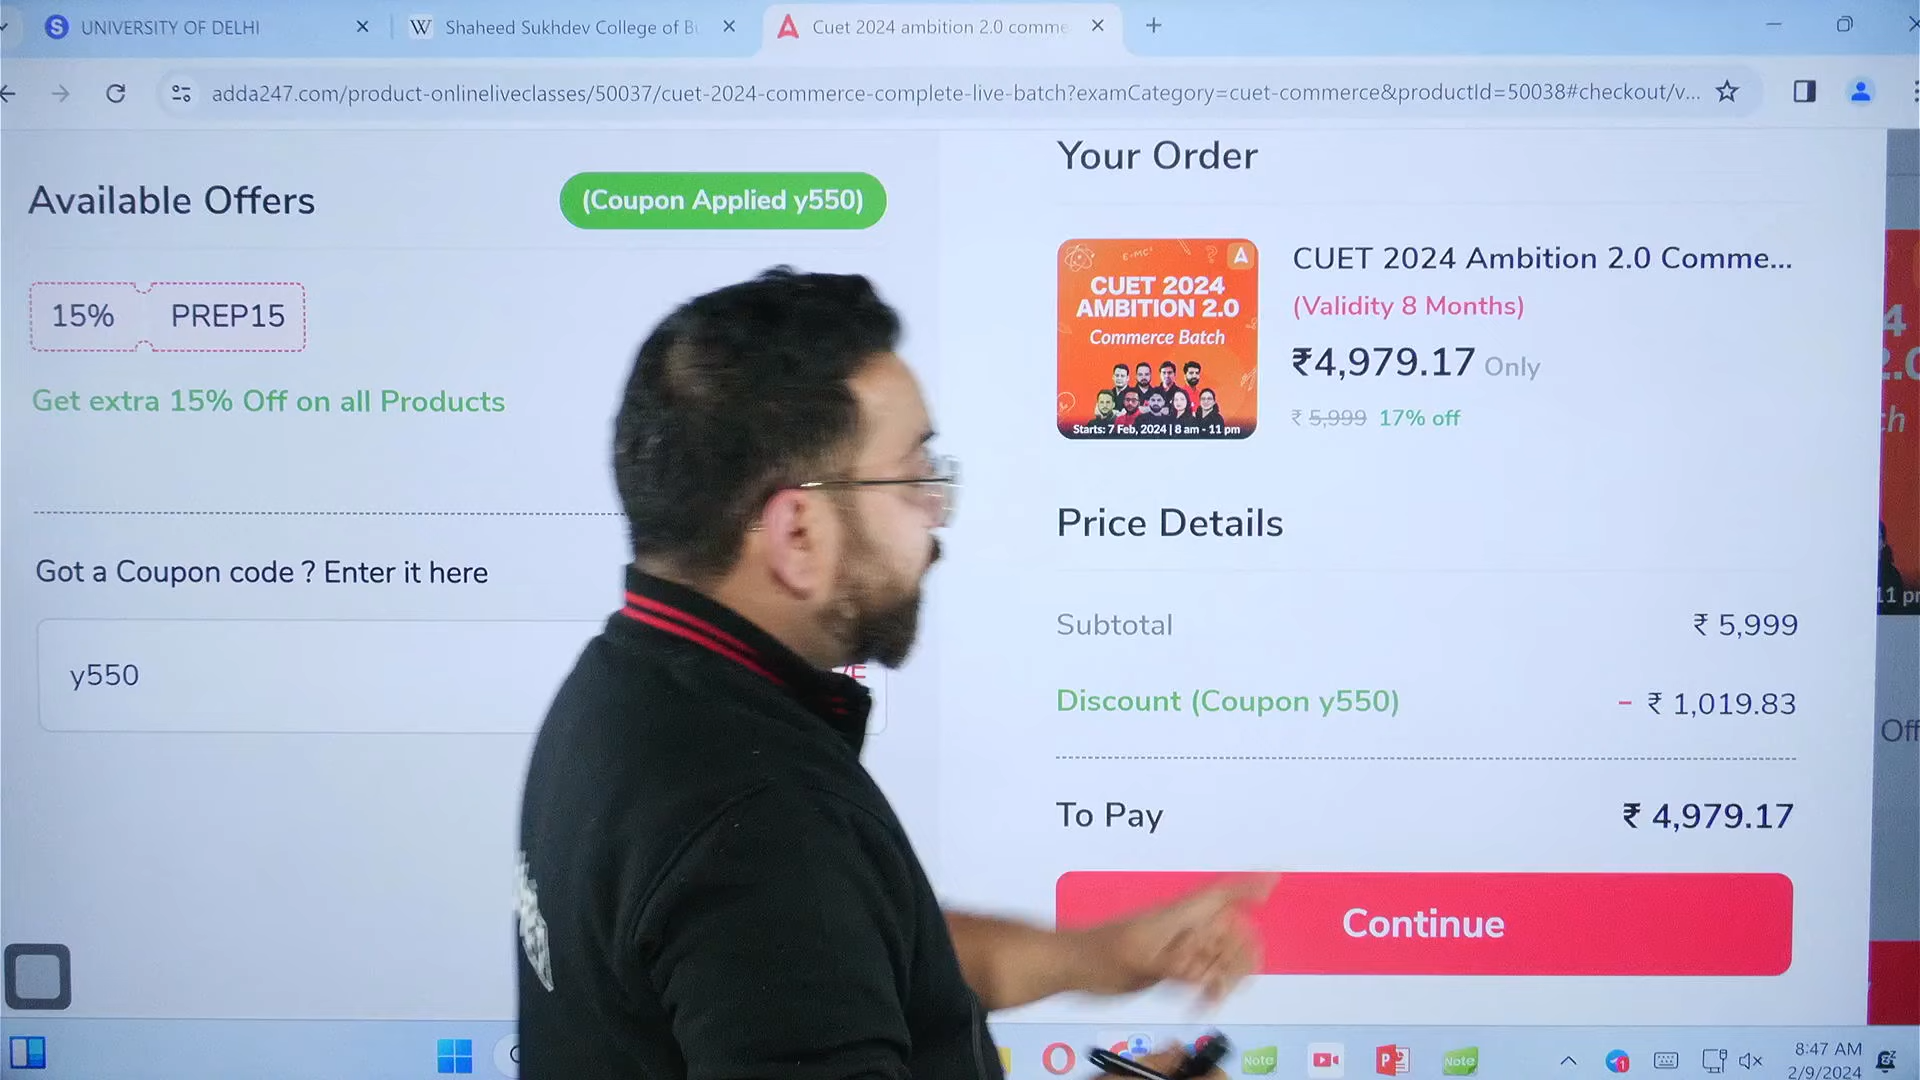 UNIVERSITY OF DELHI
Shaheed Sukhdev College of Bu
Cuet 2024 ambition 2.0 comme
adda247.com/product-onlineliveclasses/50037/cuet-2024-commerce-complete-live-batch?examCategory=cuet-commerce&productId=50038#checkout/v...
Available Offers
(Coupon Applied y550)
15% PREP15
Get extra 15% Off on all Products
Got a Coupon code ? Enter it here
y550
Your Order
CUET 2024
AMBITION 2.0
Commerce Batch
Starts: 7 Feb, 2024 | 8 am - 11 pm
CUET 2024 Ambition 2.0 Comme...
(Validity 8 Months)
₹4,979.17 Only
₹ 5,999 17% off
Price Details
Subtotal ₹ 5,999
Discount (Coupon y550) - ₹ 1,019.83
To Pay ₹ 4,979.17
Continue
Off
Note
Note
8:47 AM
2/9/2024